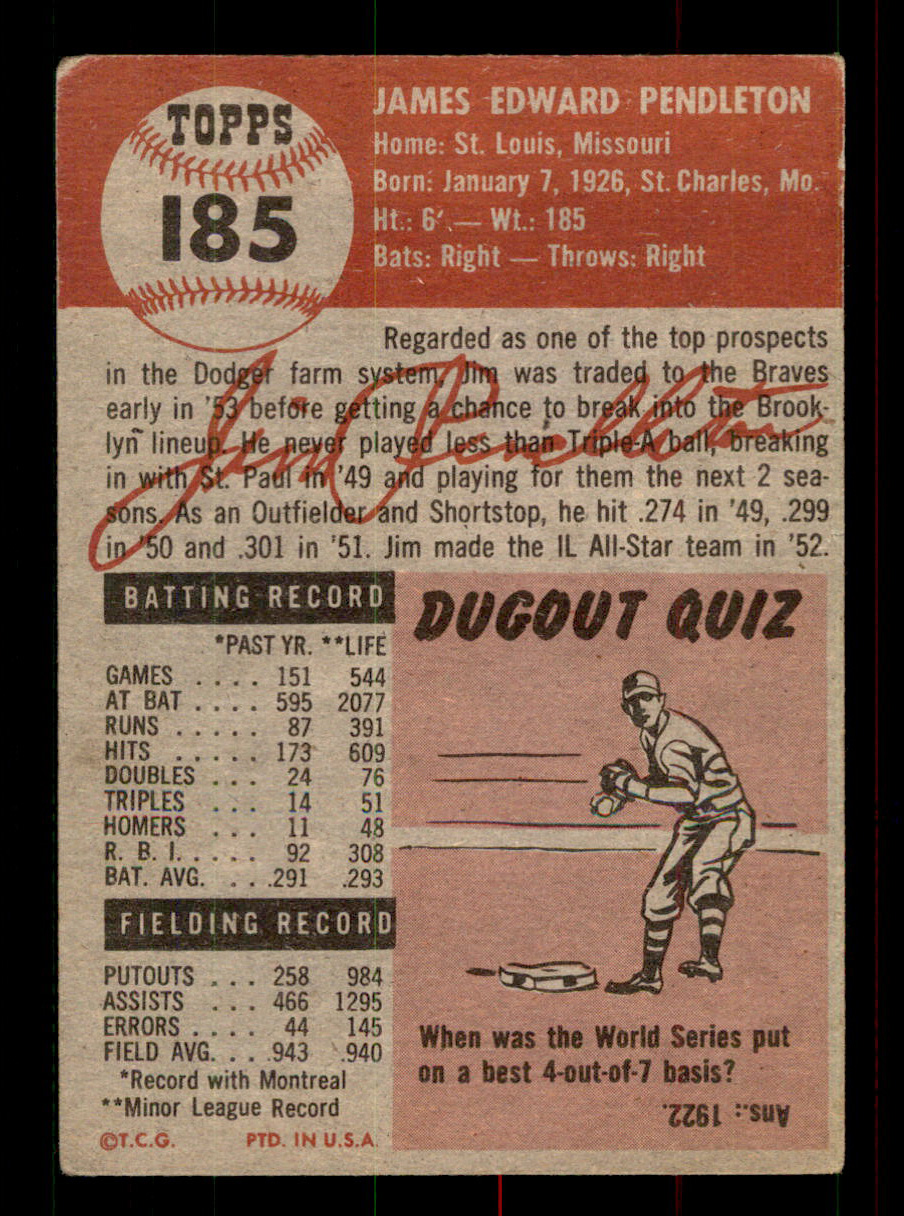 TOPPS
185
JAMES EDWARD PENDLETON
Home: St. Louis, Missouri
Born: January 7, 1926, St. Charles, Mo.
Ht.: 6'.— Wt.: 185
Bats: Right — Throws: Right
Regarded as one of the top prospects
in the Dodger farm system, Jim was traded to the Braves
early in '53 before getting a chance to break into the Brook-
lyn lineup. He never played less than Triple-A ball, breaking
in with St. Paul in '49 and playing for them the next 2 sea-
sons. As an Outfielder and Shortstop, he hit .274 in '49, .299
in '50 and .301 in '51. Jim made the IL All-Star team in '52.
Jim Pendleton
BATTING RECORD
*PAST YR. **LIFE
GAMES .... 151 544
AT BAT .... 595 2077
RUNS ..... 87 391
HITS ..... 173 609
DOUBLES ... 24 76
TRIPLES ... 14 51
HOMERS ... 11 48
R. B. I. .... 92 308
BAT. AVG. ...291 .293
FIELDING RECORD
PUTOUTS ... 258 984
ASSISTS ... 466 1295
ERRORS .... 44 145
FIELD AVG. ...943 .940
*Record with Montreal
**Minor League Record
©T.C.G. PTD. IN U.S.A.
DUGOUT QUIZ
When was the World Series put
on a best 4-out-of-7 basis?
Ans.: 1922.